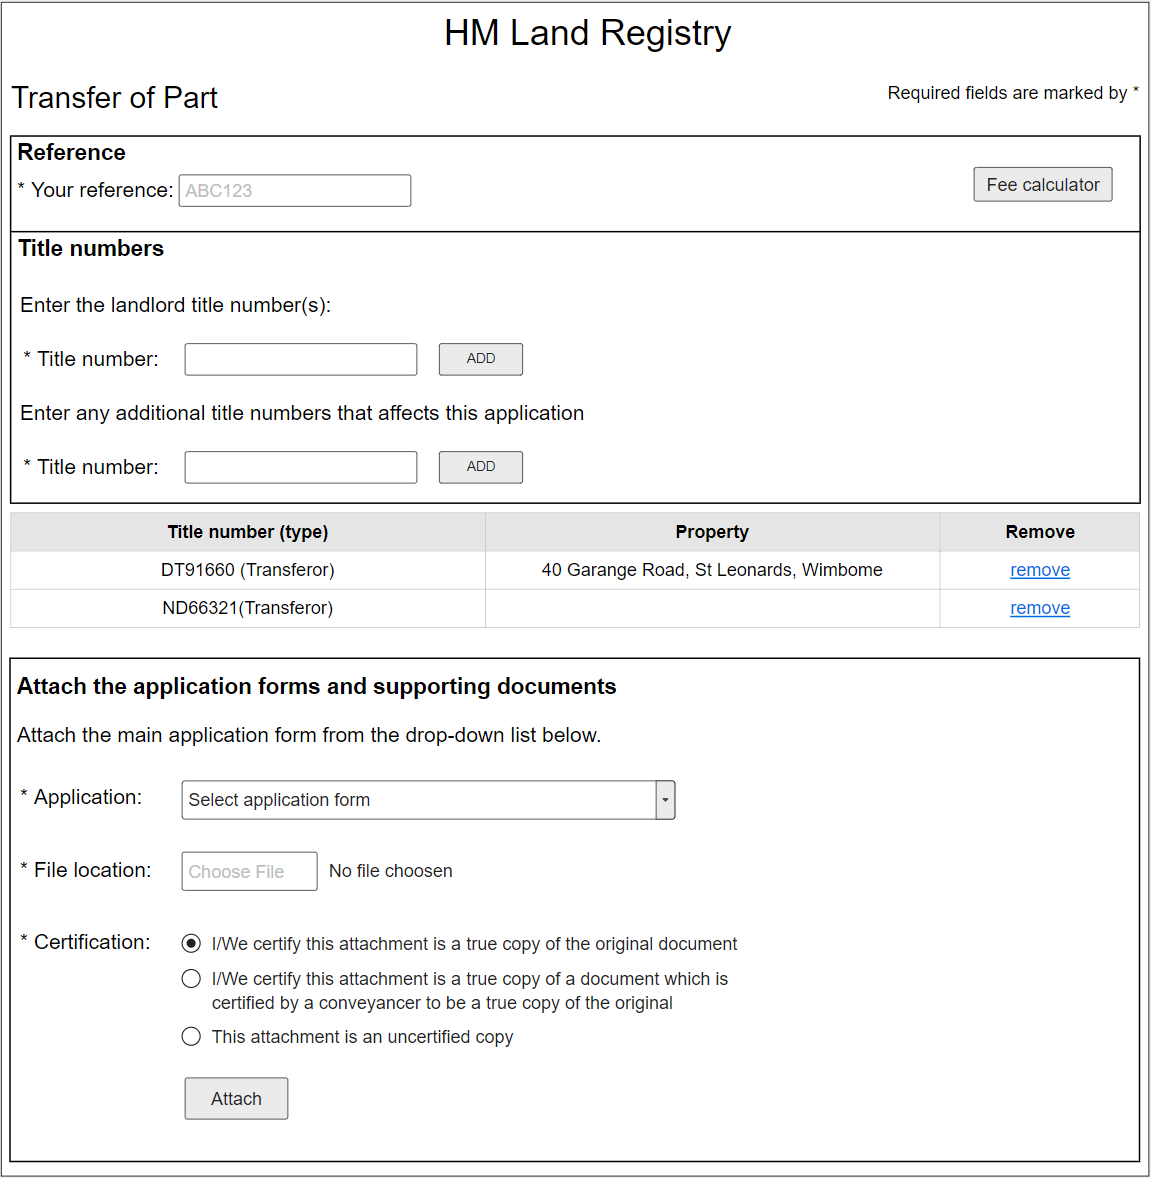 HM Land Registry
Transfer of Part
Required fields are marked by *
Reference
* Your reference: ABC123
Fee calculator
Title numbers
Enter the landlord title number(s):
* Title number:
ADD
Enter any additional title numbers that affects this application
* Title number:
ADD
Title number (type) Property Remove
DT91660 (Transferor) 40 Garange Road, St Leonards, Wimbome remove
ND66321(Transferor) remove
Attach the application forms and supporting documents
Attach the main application form from the drop-down list below.
* Application: Select application form
* File location: Choose File No file choosen
* Certification: I/We certify this attachment is a true copy of the original document
I/We certify this attachment is a true copy of a document which is
certified by a conveyancer to be a true copy of the original
This attachment is an uncertified copy
Attach